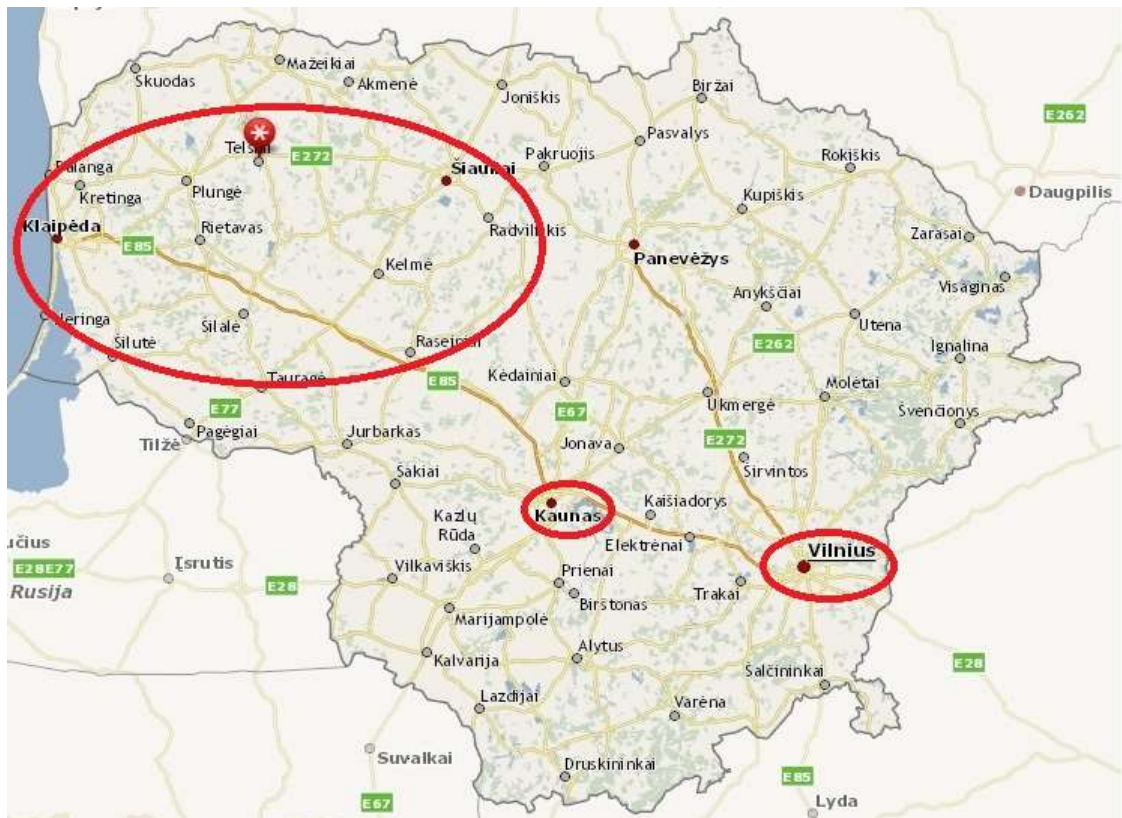 Mažeikiai
Skuodas
Akmenė
Joniškis
Biržai
E262
Pasvalys
Telšiai
E272
Pakruojis
Rokiškis
Palanga
Šiauliai
Kretinga
Plungė
Kupiškis
Daugpilis
Klaipėda
Rietavas
Radviliškis
E85
Zarasai
Panevėžys
Kelmė
Visaginas
Anykščiai
Neringa
Šilalė
Utena
Šilutė
Raseiniai
E262
Ignalina
Tauragė
E85
Kėdainiai
Molėtai
E77
E67
Ukmergė
Švenčionys
Pagėgiai
Tilžė
Jurbarkas
Jonava
E272
Širvintos
Šakiai
Kaunas
Kaišiadorys
Kazlų
Rūda
Elektrėnai
Vilnius
Įsrutis
E28E77
Rusija
E28
Vilkaviškis
Prienai
Trakai
Birštonas
Marijampolė
Alytus
Kalvarija
E28
Šalčininkai
Lazdijai
Varėna
Suvalkai
Druskininkai
E85
E67
Lyda